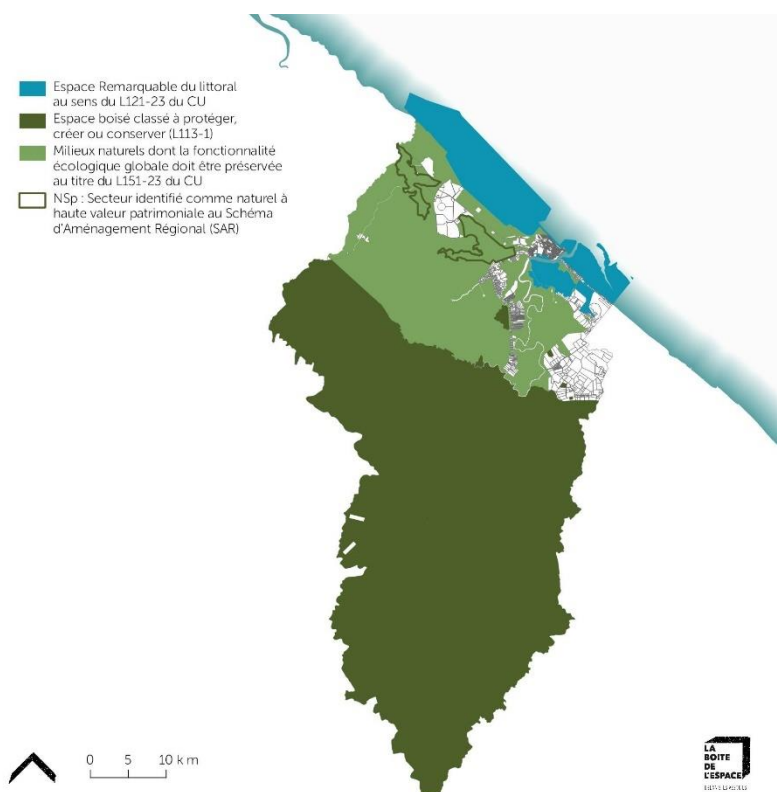 Espace Remarquable du littoral
au sens du L121-23 du CU
Espace boisé classé à protéger,
créer ou conserver (L113-1)
Milieux naturels dont la fonctionnalité
écologique globale doit être préservée
au titre du L151-23 du CU
NSp : Secteur identifié comme naturel à
haute valeur patrimoniale au Schéma
d'Aménagement Régional (SAR)
0 5 10 km
LA
BOITE
DE
L'ESPACE